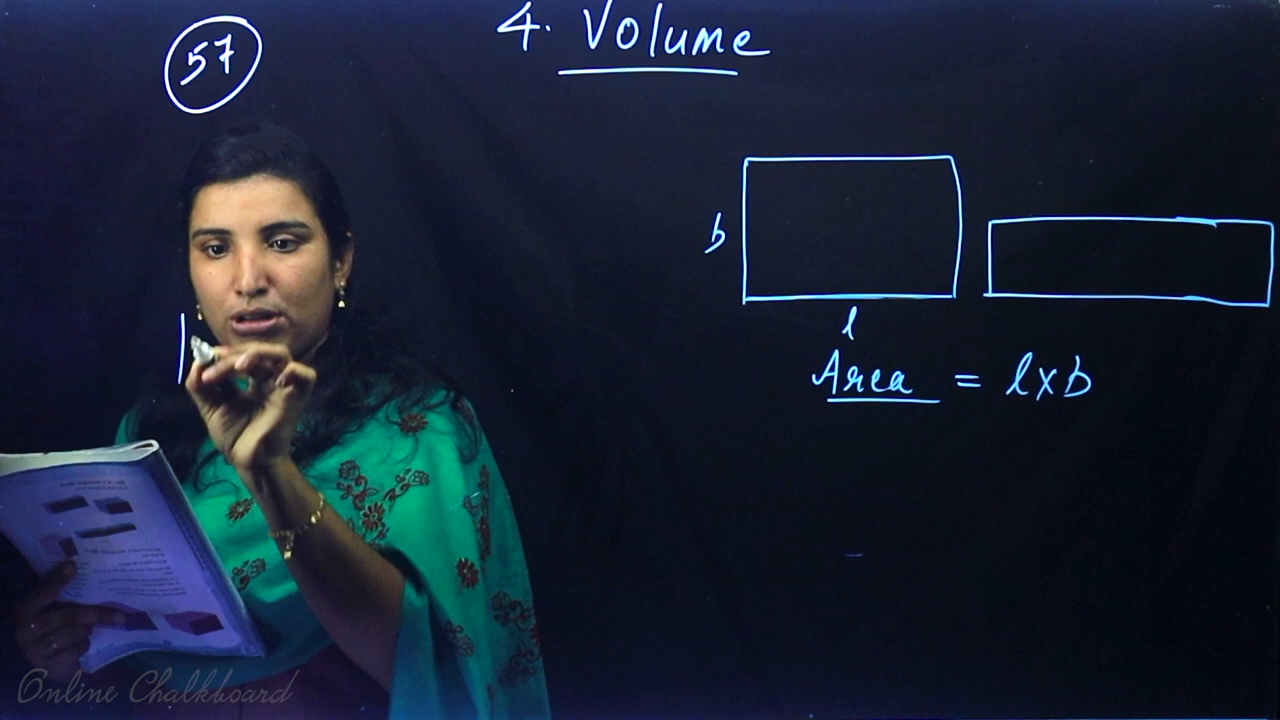 57
4. Volume
b
l
Area = l x b
Online Chalkboard